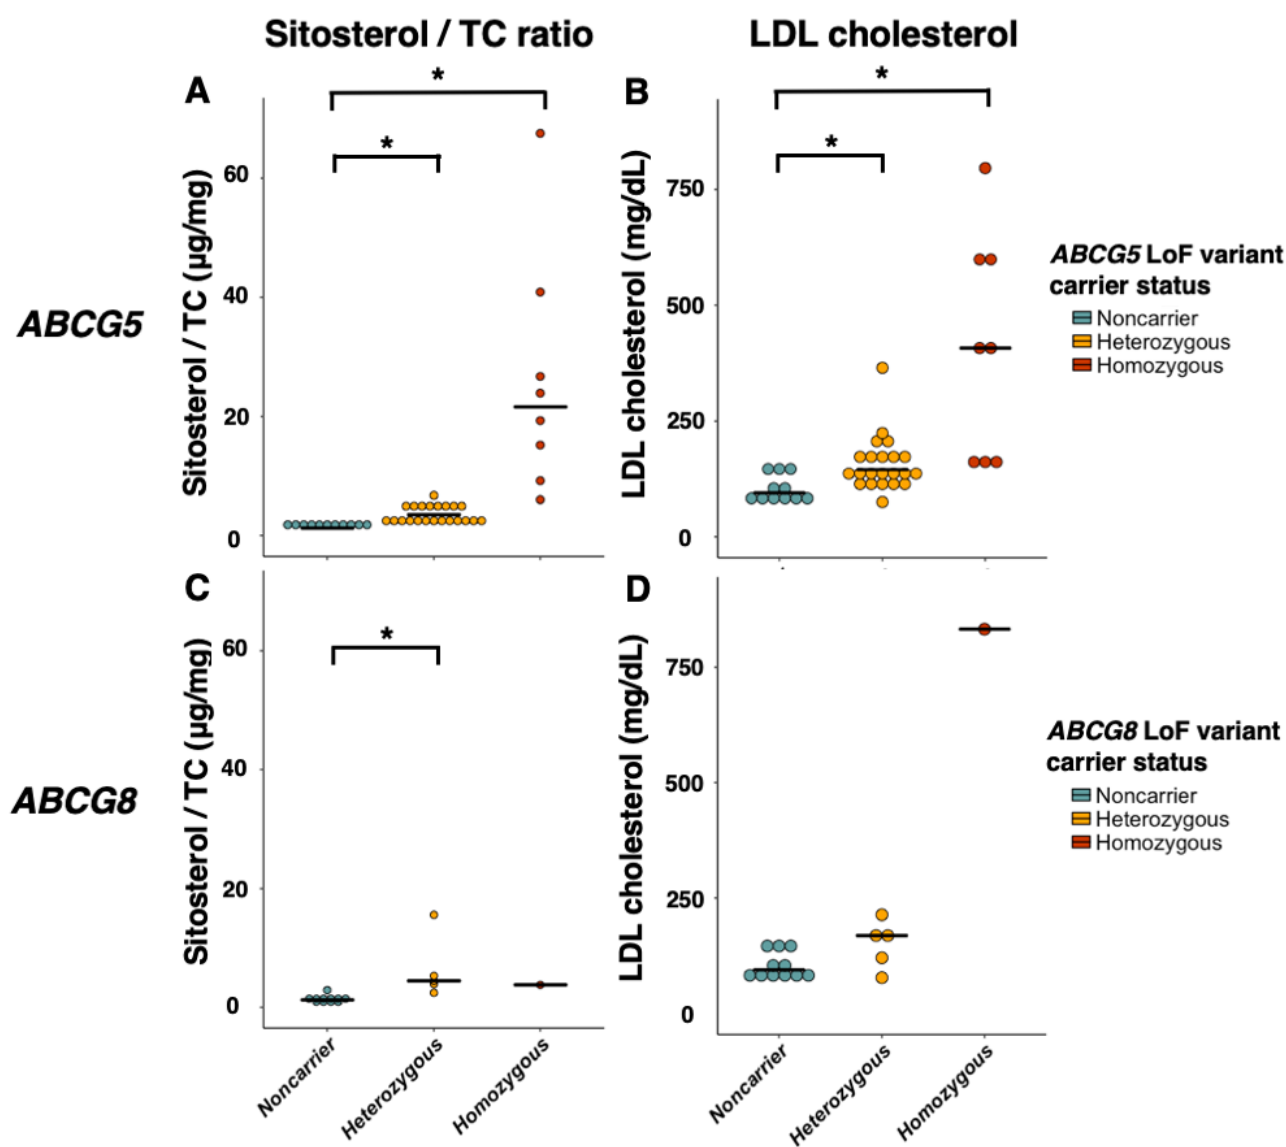 Sitosterol / TC ratio
LDL cholesterol
A
*
*
Sitosterol / TC (µg/mg)
60
40
20
0
B
*
*
LDL cholesterol (mg/dL)
750
500
250
0
ABCG5
ABCG5 LoF variant
carrier status
Noncarrier
Heterozygous
Homozygous
C
*
Sitosterol / TC (µg/mg)
60
40
20
0
Noncarrier
Heterozygous
Homozygous
D
LDL cholesterol (mg/dL)
750
500
250
0
Noncarrier
Heterozygous
Homozygous
ABCG8
ABCG8 LoF variant
carrier status
Noncarrier
Heterozygous
Homozygous